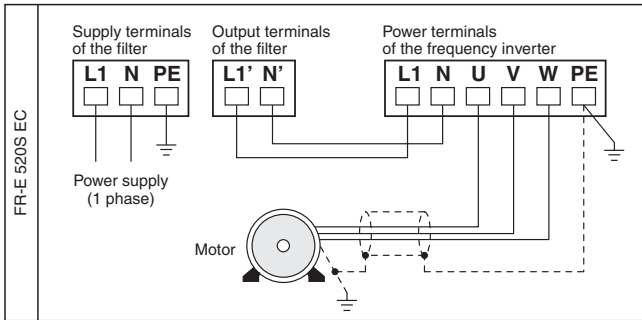 FR-E 520S EC
Supply terminals
of the filter
L1 N PE
Power supply
(1 phase)
Output terminals
of the filter
L1’ N’
Power terminals
of the frequency inverter
L1 N U V W PE
Motor